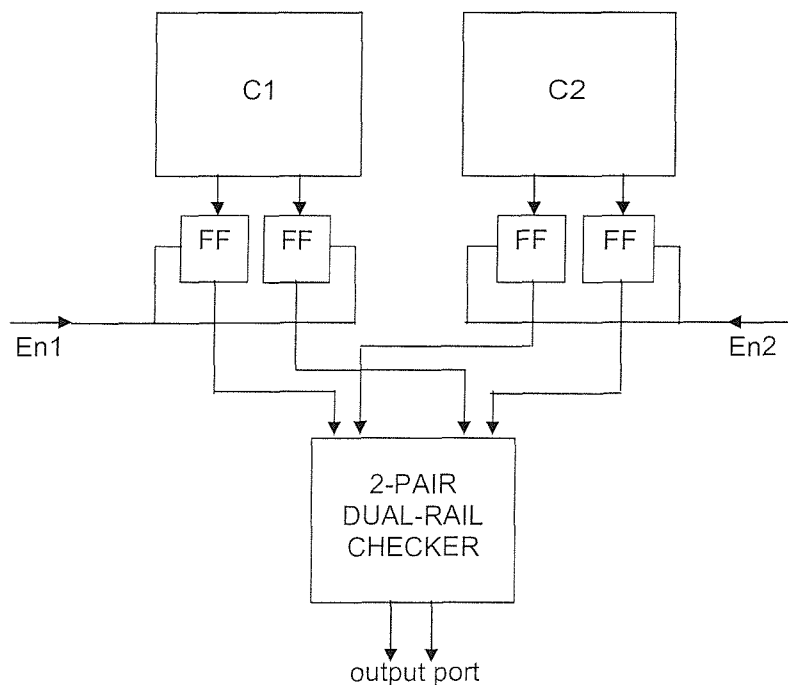 C1
C2
FF
FF
FF
FF
En1
En2
2-PAIR
DUAL-RAIL
CHECKER
output port